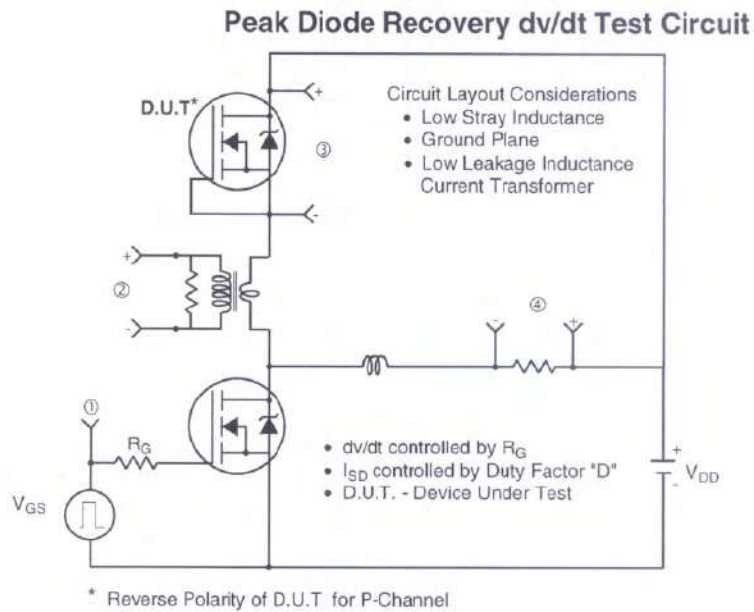 Peak Diode Recovery dv/dt Test Circuit
D.U.T*
+
③
-
Circuit Layout Considerations
• Low Stray Inductance
• Ground Plane
• Low Leakage Inductance
Current Transformer
+
②
-
④
-
+
①
RG
VGS
• dv/dt controlled by RG
• ISD controlled by Duty Factor "D"
• D.U.T. - Device Under Test
+
VDD
-
* Reverse Polarity of D.U.T for P-Channel